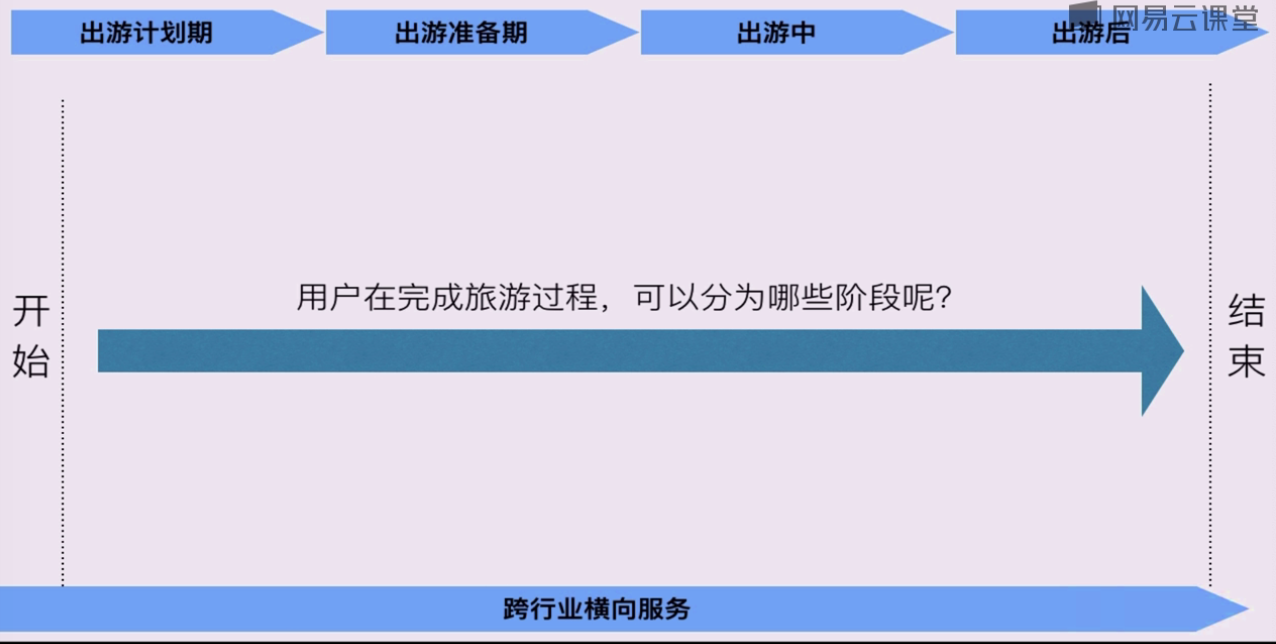 出游计划期
出游准备期
出游中
出游后
网易云课堂
用户在完成旅游过程，可以分为哪些阶段呢？
开始
结束
跨行业横向服务